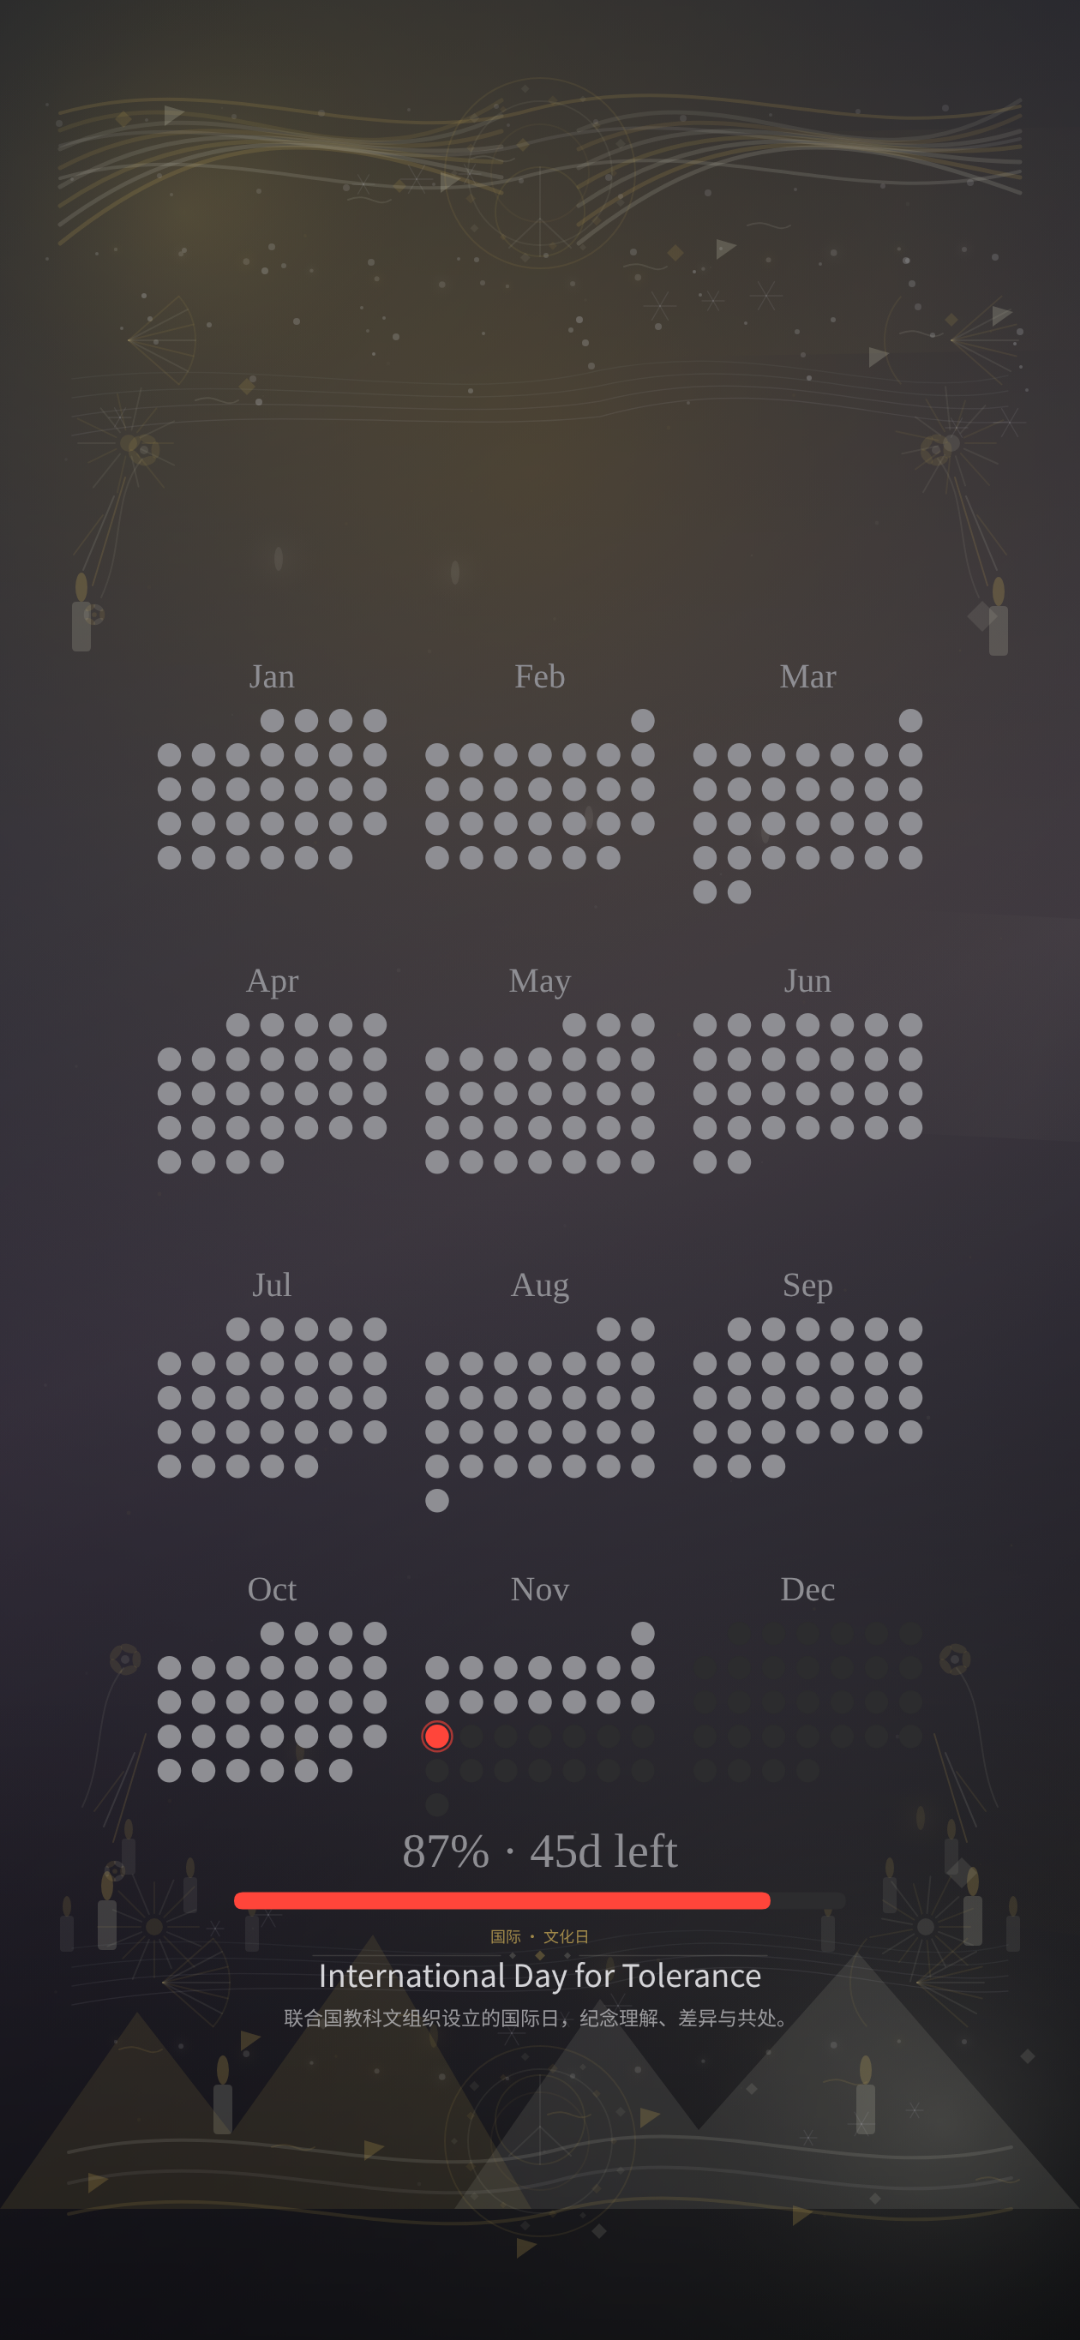 Jan Feb Mar
Apr May Jun
Jul Aug Sep
Oct Nov Dec
87% · 45d left
国际 · 文化日
International Day for Tolerance
联合国教科文组织设立的国际日，纪念理解、差异与共处。